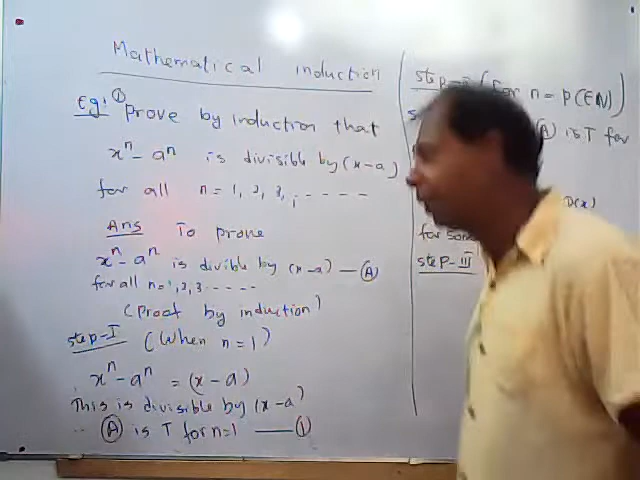 Mathematical induction
Eg: ① Prove by induction that
xⁿ - aⁿ is divisible by (x-a)
for all n = 1, 2, 3, -----
Ans To prove
xⁿ - aⁿ is divible by (x-a) — Ⓐ
for all n=1,2,3-----
(Proof by induction)
step-I (When n=1)
xⁿ - aⁿ = (x-a)
This is divisible by (x-a)
∴ Ⓐ is T for n=1 — ①
step-II (For n = P(∈N))
Ⓐ is T for
D(x)
for some
step-III